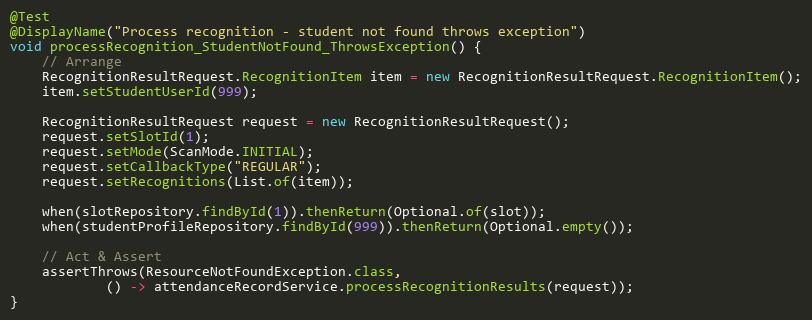 @Test
@DisplayName("Process recognition - student not found throws exception")
void processRecognition_StudentNotFound_ThrowsException() {
    // Arrange
    RecognitionResultRequest.RecognitionItem item = new RecognitionResultRequest.RecognitionItem();
    item.setStudentUserId(999);

    RecognitionResultRequest request = new RecognitionResultRequest();
    request.setSlotId(1);
    request.setMode(ScanMode.INITIAL);
    request.setCallbackType("REGULAR");
    request.setRecognitions(List.of(item));

    when(slotRepository.findById(1)).thenReturn(Optional.of(slot));
    when(studentProfileRepository.findById(999)).thenReturn(Optional.empty());

    // Act & Assert
    assertThrows(ResourceNotFoundException.class,
            () -> attendanceRecordService.processRecognitionResults(request));
}